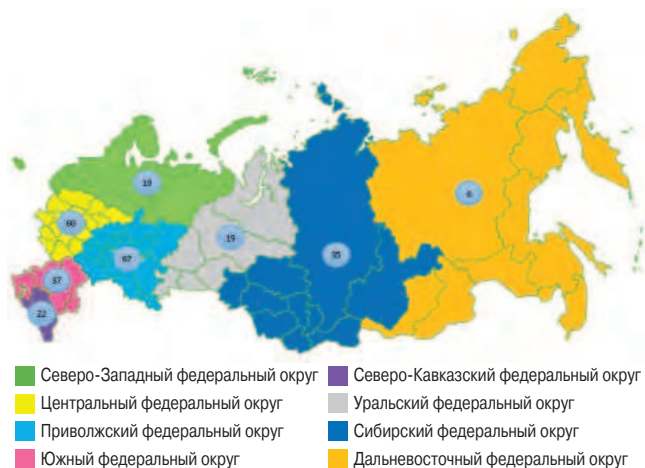 19
66
67
19
35
6
37
22
Северо-Западный федеральный округ
Северо-Кавказский федеральный округ
Центральный федеральный округ
Уральский федеральный округ
Приволжский федеральный округ
Сибирский федеральный округ
Южный федеральный округ
Дальневосточный федеральный округ